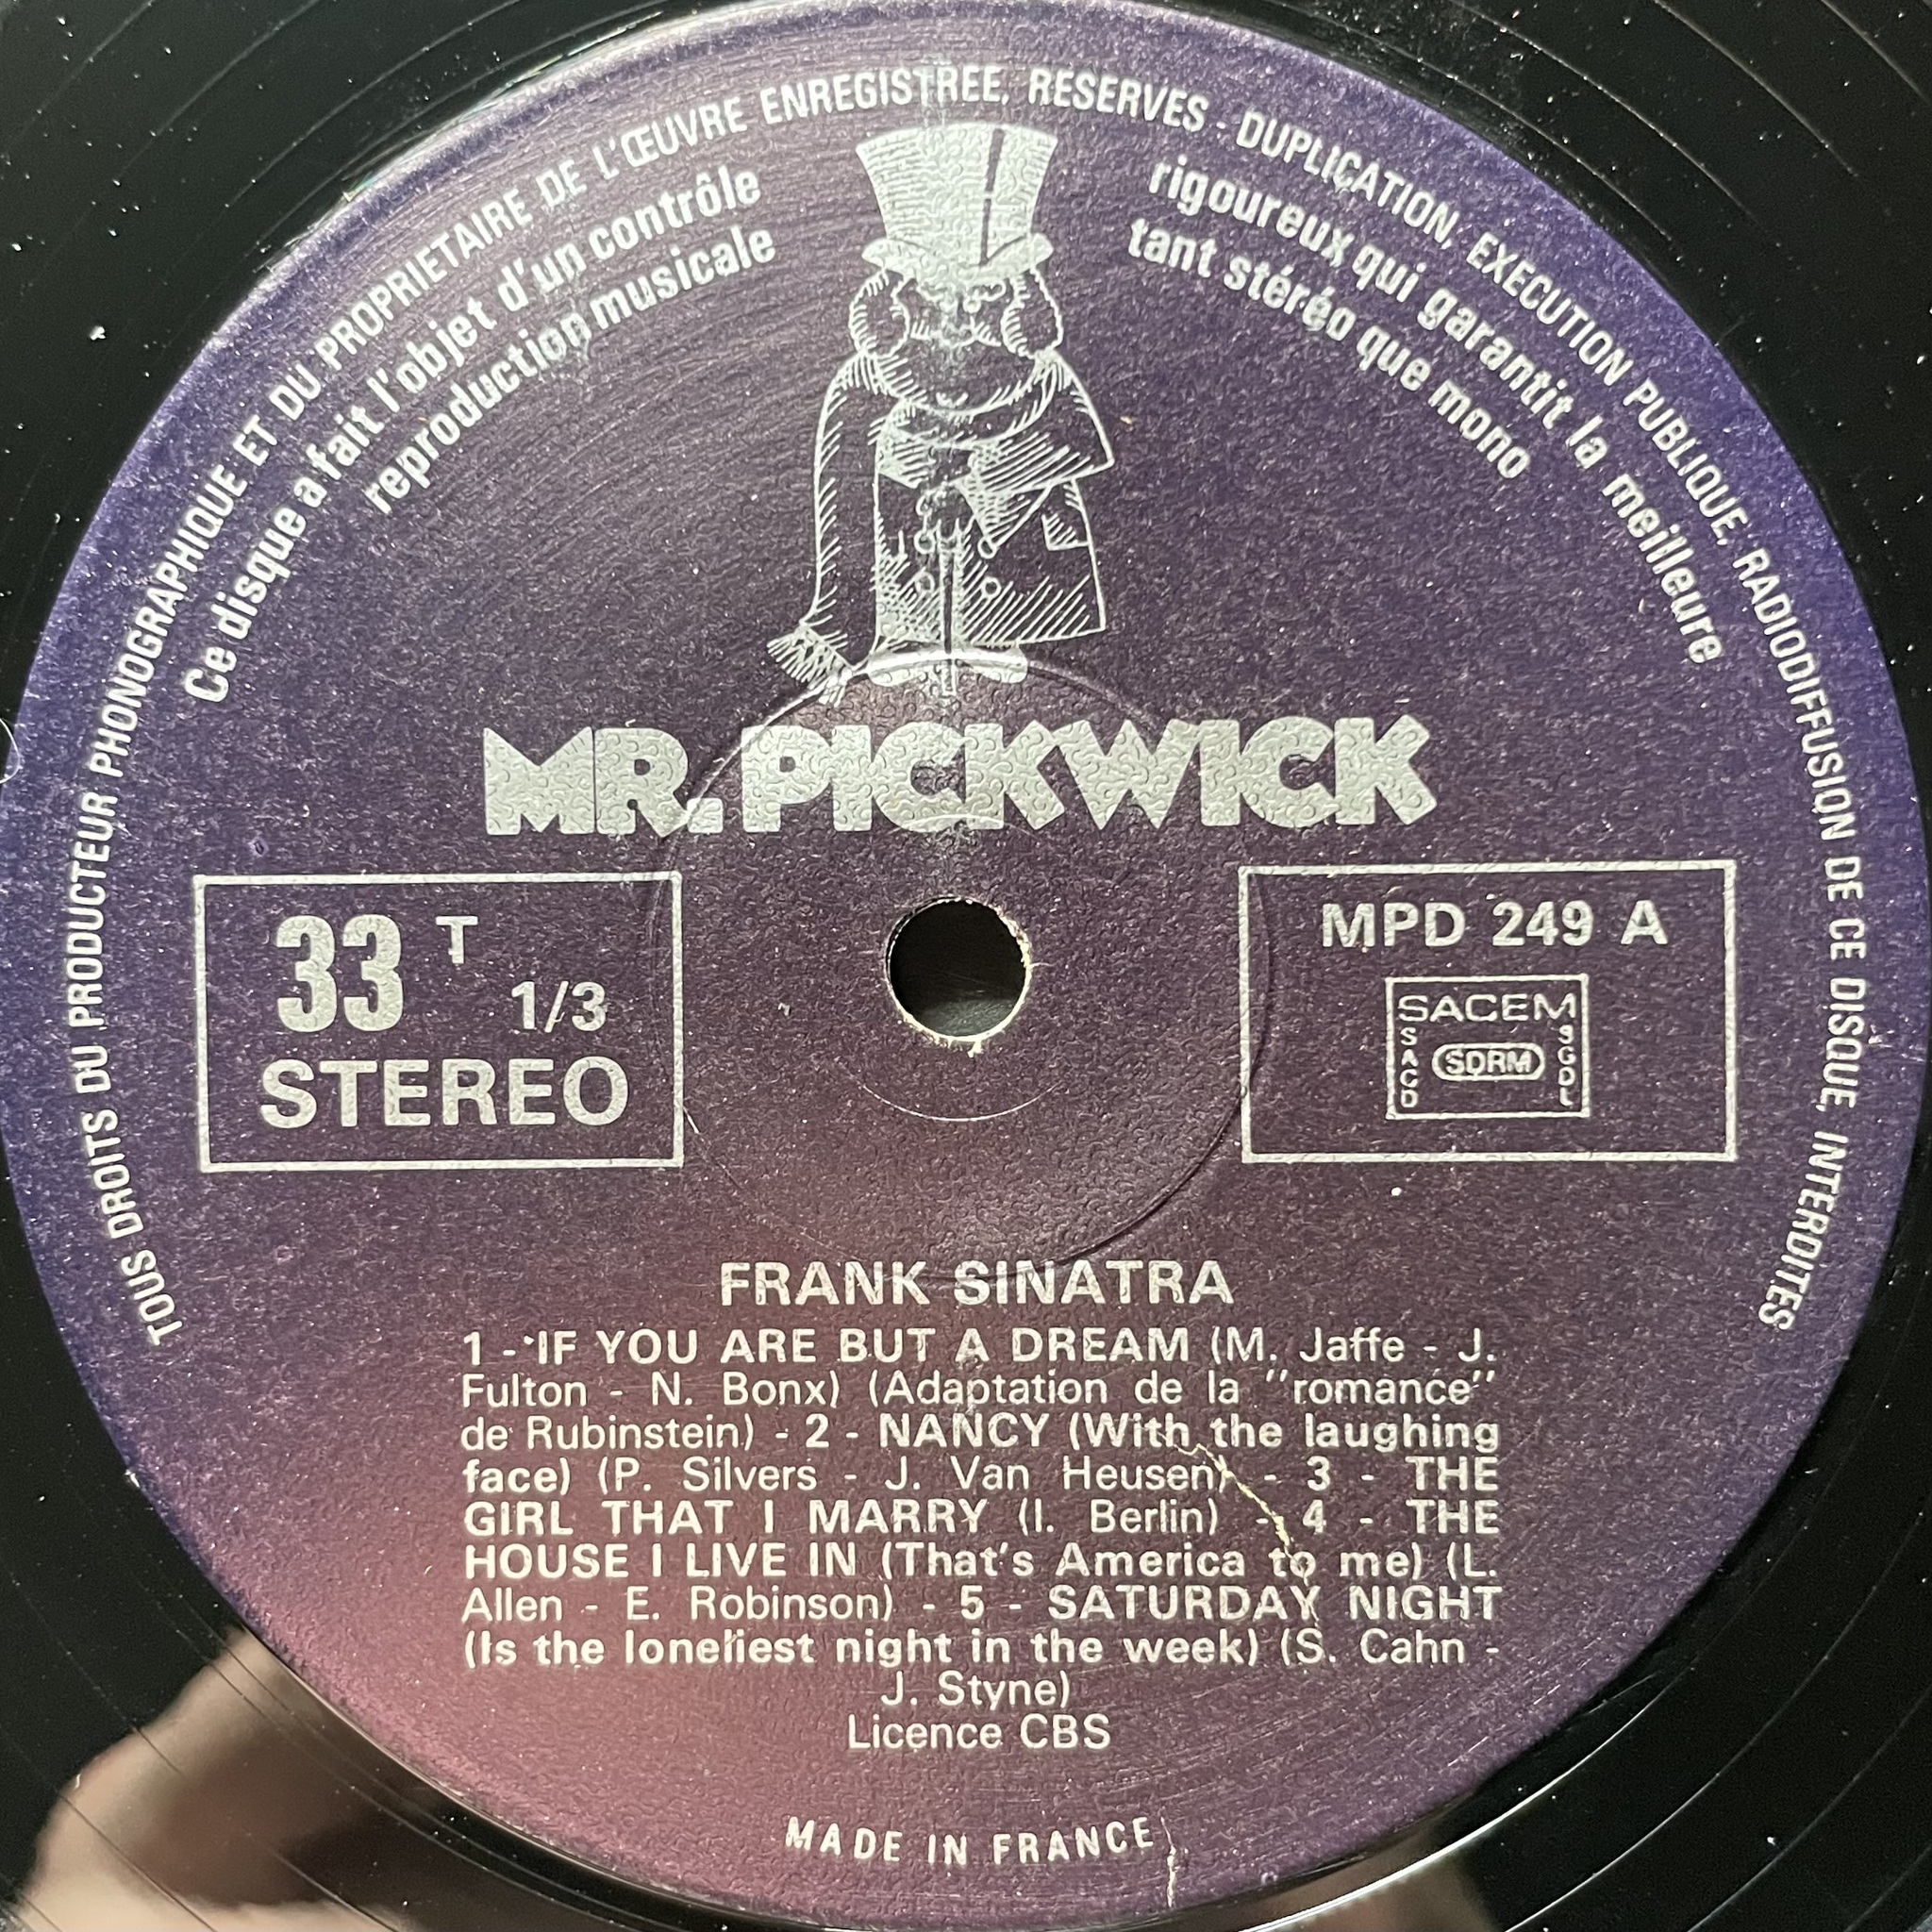 TOUS DROITS DU PRODUCTEUR PHONOGRAPHIQUE ET DU PROPRIETAIRE DE L'ŒUVRE ENREGISTREE, RESERVES - DUPLICATION, EXECUTION PUBLIQUE, RADIODIFFUSION DE CE DISQUE, INTERDITES
Ce disque a fait l'objet d'un contrôle rigoureux qui garantit la meilleure
reproduction musicale tant stéréo que mono
MR. PICKWICK
33 T
1/3
STEREO
MPD 249 A
SACEM
SACD
SDRM
SGDL
FRANK SINATRA
1 - IF YOU ARE BUT A DREAM (M. Jaffe - J.
Fulton - N. Bonx) (Adaptation de la "romance"
de Rubinstein) - 2 - NANCY (With the laughing
face) (P. Silvers - J. Van Heusen) - 3 - THE
GIRL THAT I MARRY (I. Berlin) - 4 - THE
HOUSE I LIVE IN (That's America to me) (L.
Allen - E. Robinson) - 5 - SATURDAY NIGHT
(Is the loneliest night in the week) (S. Cahn -
J. Styne)
Licence CBS
MADE IN FRANCE